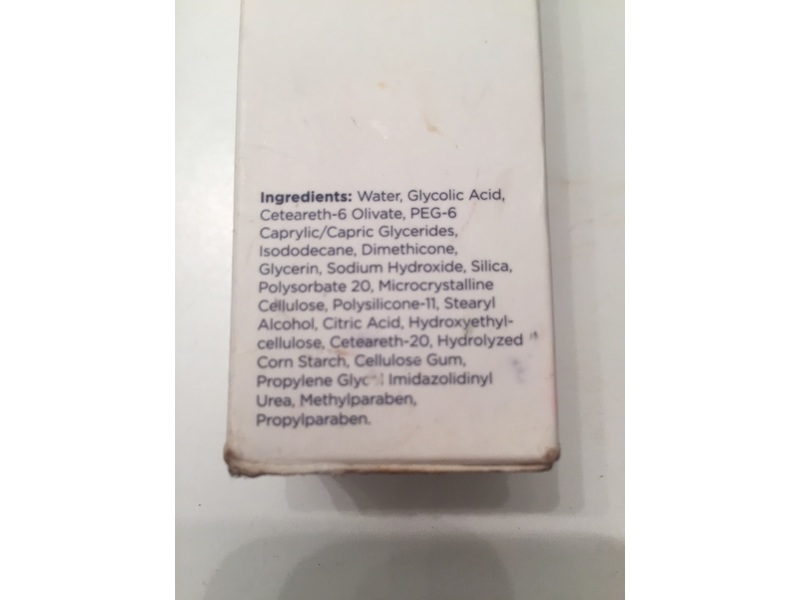 Ingredients: Water, Glycolic Acid,
Ceteareth-6 Olivate, PEG-6
Caprylic/Capric Glycerides,
Isododecane, Dimethicone,
Glycerin, Sodium Hydroxide, Silica,
Polysorbate 20, Microcrystalline
Cellulose, Polysilicone-11, Stearyl
Alcohol, Citric Acid, Hydroxyethyl-
cellulose, Ceteareth-20, Hydrolyzed
Corn Starch, Cellulose Gum,
Propylene Imidazolidinyl
Urea, Methylparaben,
Propylparaben.